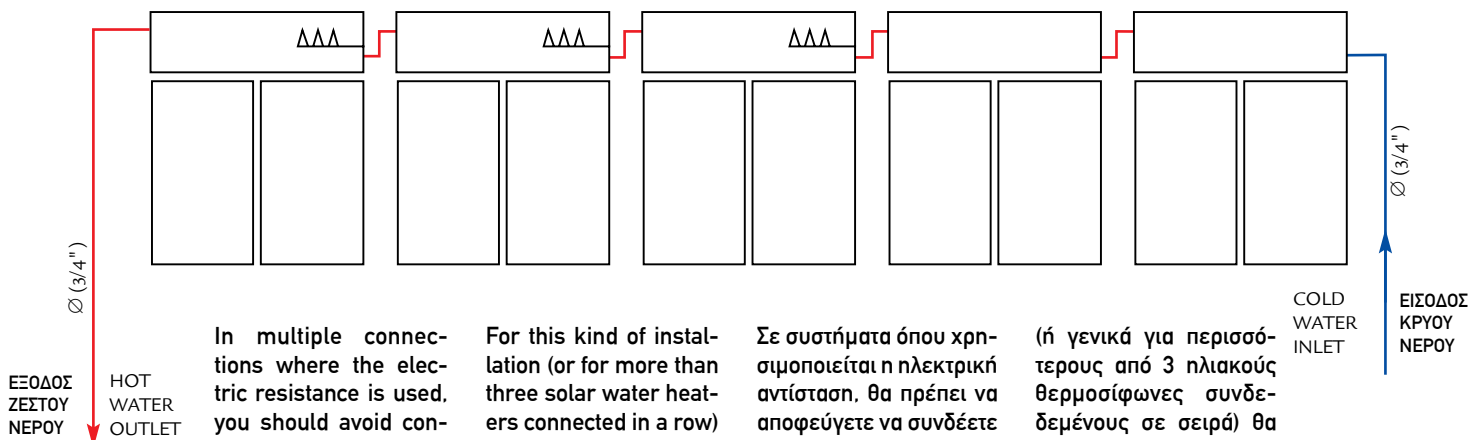 Ø (3/4")
ΕΞΟΔΟΣ
ΖΕΣΤΟΥ
ΝΕΡΟΥ
HOT
WATER
OUTLET
In multiple connec-
tions where the elec-
tric resistance is used,
you should avoid con-
For this kind of instal-
lation (or for more than
three solar water heat-
ers connected in a row)
Σε συστήματα όπου χρη-
σιμοποιείται η ηλεκτρική
αντίσταση, θα πρέπει να
αποφεύγετε να συνδέετε
(ή γενικά για περισσό-
τερους από 3 ηλιακούς
θερμοσίφωνες συνδε-
δεμένους σε σειρά) θα
Ø (3/4")
COLD
WATER
INLET
ΕΙΣΟΔΟΣ
ΚΡΥΟΥ
ΝΕΡΟΥ